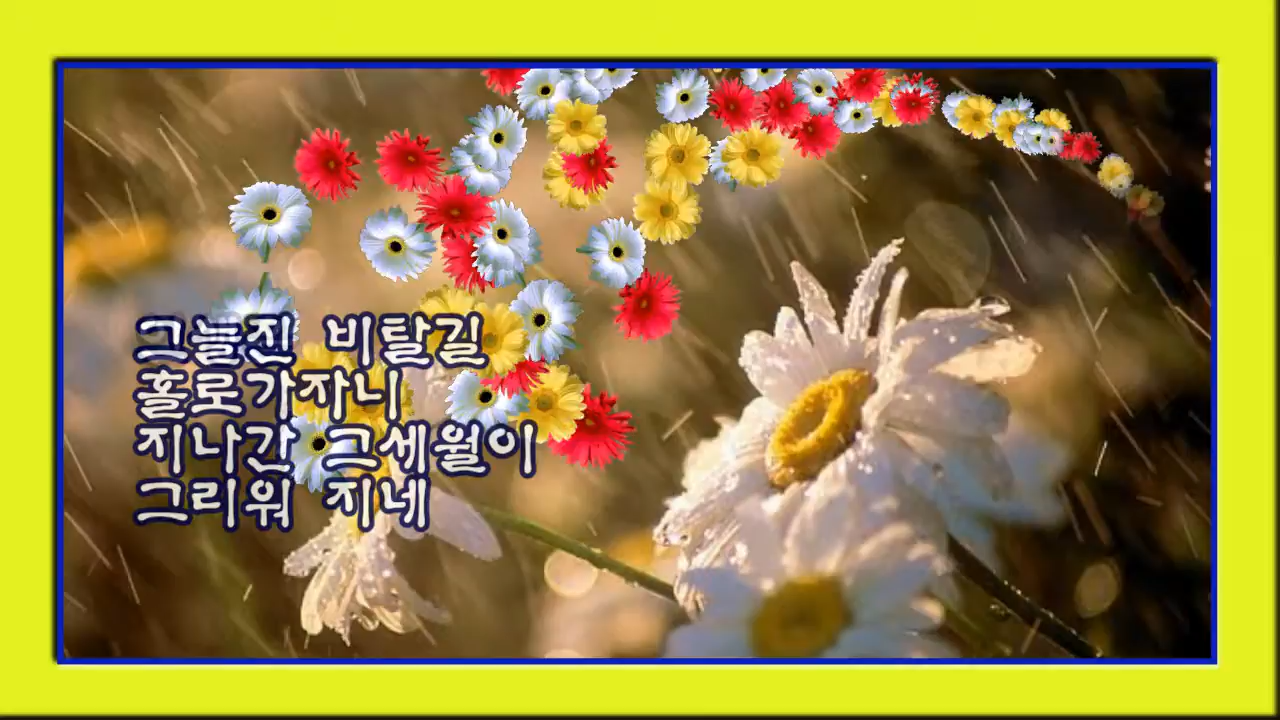 그늘진 비탈길
홀로가자니
지나간 그세월이
그리워 지네